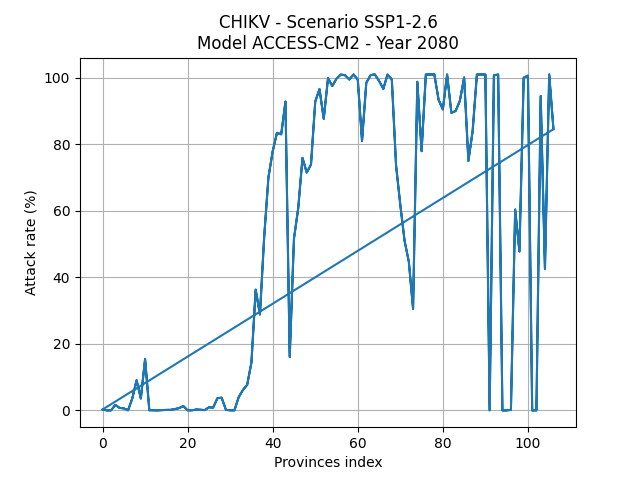 CHIKV - Scenario SSP1-2.6
Model ACCESS-CM2 - Year 2080
Attack rate (%)
100
80
60
40
20
0
0 20 40 60 80 100
Provinces index